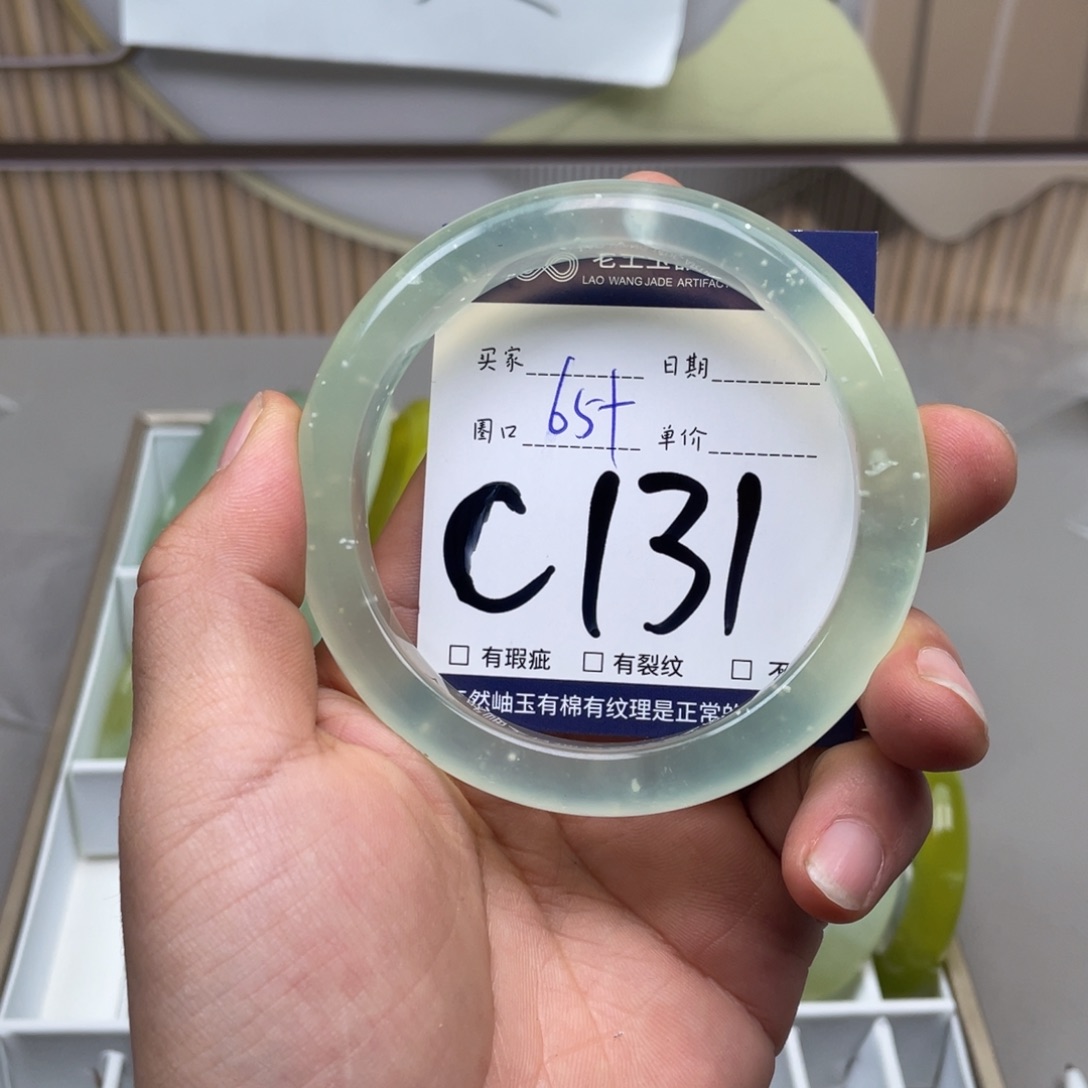 LAO WANG JADE ARTIFAC
买家 日期
圈口 65+ 单价
C131
□ 有瑕疵 □ 有裂纹 □
然岫玉有棉有纹理是正常